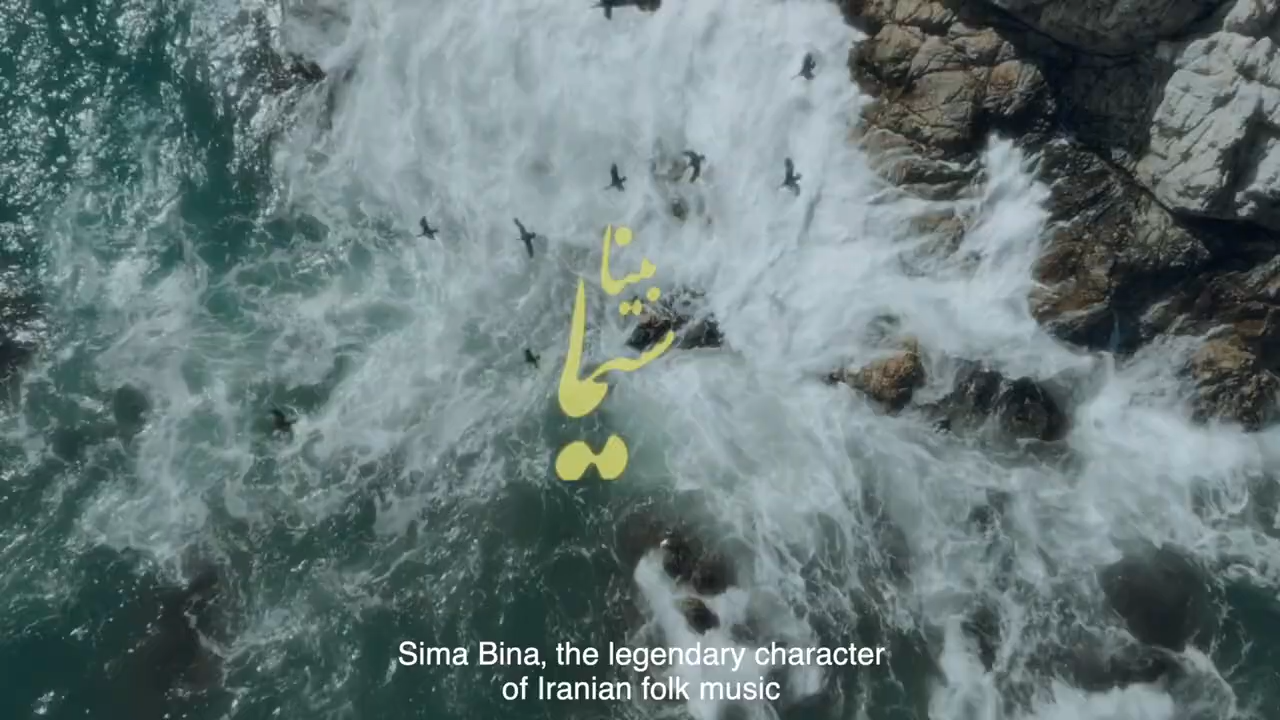 سیما
بینا
Sima Bina, the legendary character
of Iranian folk music